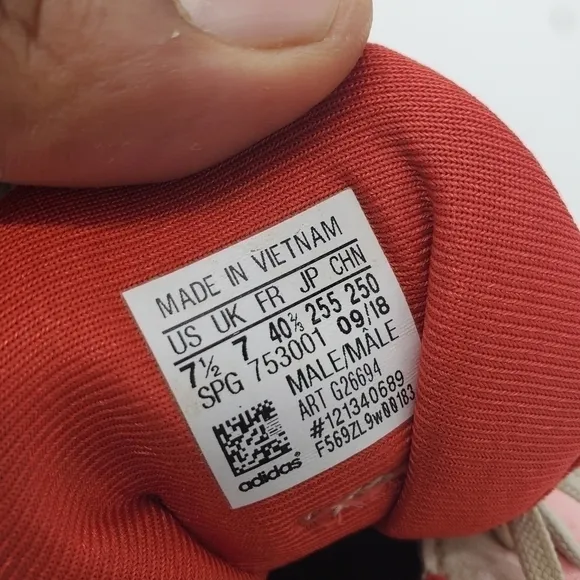 MADE IN VIETNAM
US UK FR JP CHN
7½ 7 40⅔ 255 250
SPG 753001 09/18
MALE/MÂLE
ART G26694
#121340689
F569ZL9w00183
adidas®